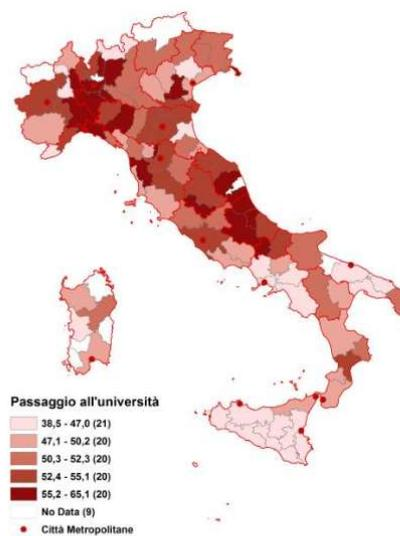 Passaggio all'università
38,5 - 47,0 (21)
47,1 - 50,2 (20)
50,3 - 52,3 (20)
52,4 - 55,1 (20)
55,2 - 65,1 (20)
No Data (9)
Città Metropolitane